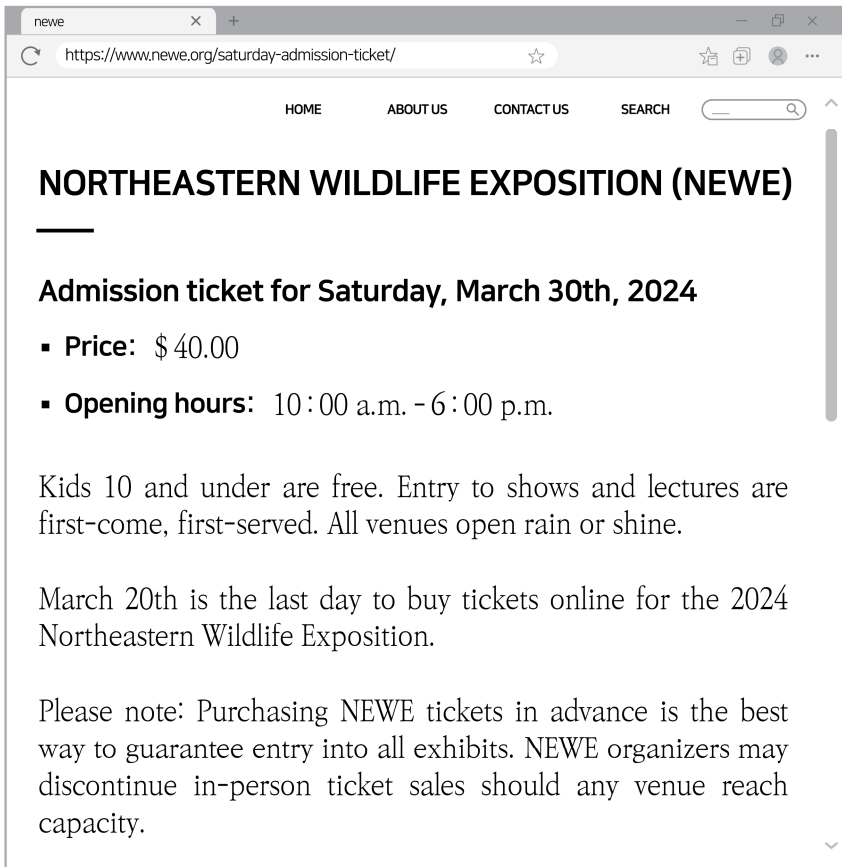 newe
https://www.newe.org/saturday-admission-ticket/
HOME ABOUT US CONTACT US SEARCH
NORTHEASTERN WILDLIFE EXPOSITION (NEWE)
Admission ticket for Saturday, March 30th, 2024
▪ Price: $40.00
▪ Opening hours: 10:00 a.m. - 6:00 p.m.
Kids 10 and under are free. Entry to shows and lectures are
first-come, first-served. All venues open rain or shine.
March 20th is the last day to buy tickets online for the 2024
Northeastern Wildlife Exposition.
Please note: Purchasing NEWE tickets in advance is the best
way to guarantee entry into all exhibits. NEWE organizers may
discontinue in-person ticket sales should any venue reach
capacity.